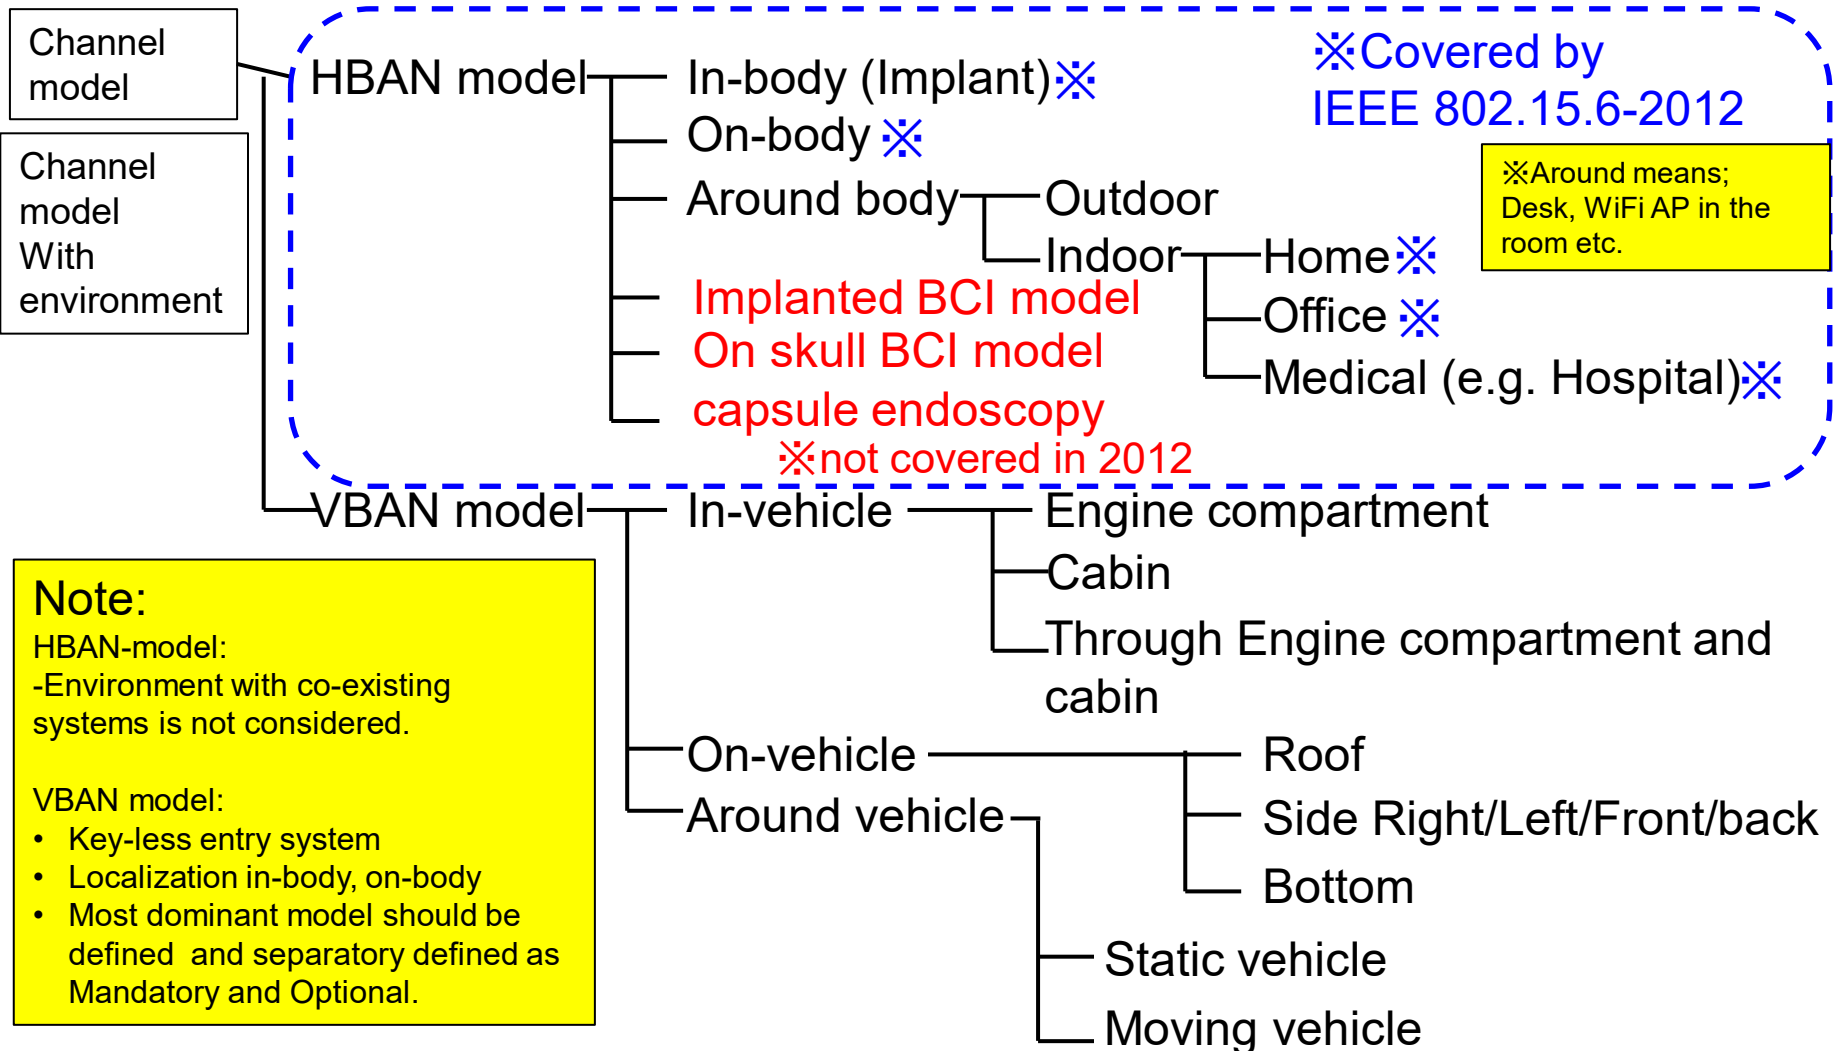 Channel
model
Channel
model
With
environment
HBAN model
In-body (Implant)※
On-body ※
Around body
Outdoor
Indoor
Home※
Office ※
Medical (e.g. Hospital)※
Implanted BCI model
On skull BCI model
capsule endoscopy
※not covered in 2012
※Covered by
IEEE 802.15.6-2012
※Around means;
Desk, WiFi AP in the
room etc.
VBAN model
In-vehicle
Engine compartment
Cabin
Through Engine compartment and
cabin
On-vehicle
Roof
Side Right/Left/Front/back
Bottom
Around vehicle
Static vehicle
Moving vehicle
Note:
HBAN-model:
-Environment with co-existing
systems is not considered.
VBAN model:
• Key-less entry system
• Localization in-body, on-body
• Most dominant model should be
defined and separatory defined as
Mandatory and Optional.